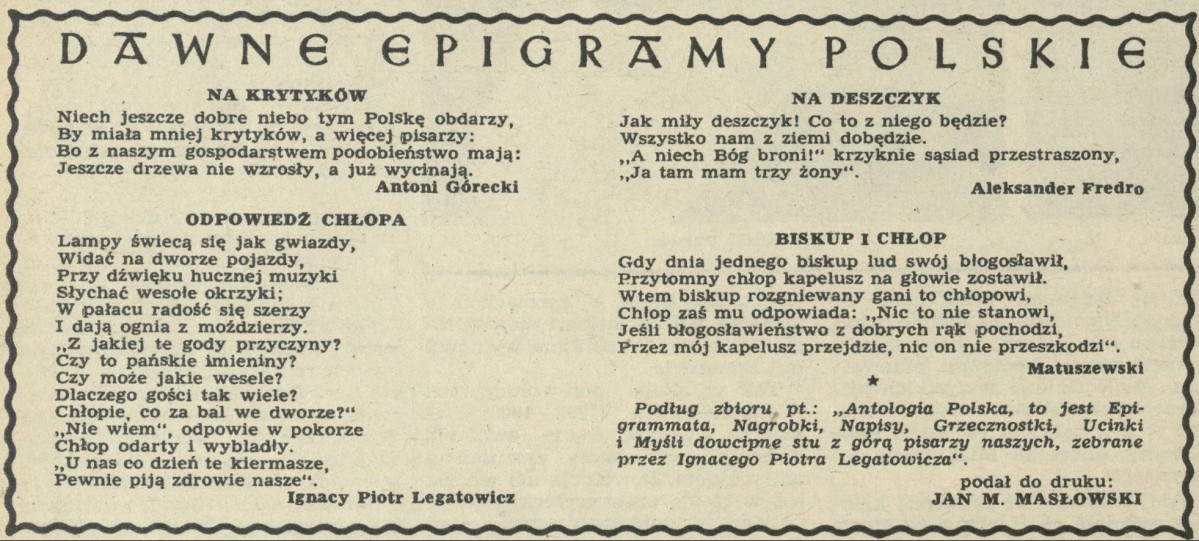 DAWNE EPIGRAMY POLSKIE
NA KRYTYKÓW
Niech jeszcze dobre niebo tym Polskę obdarzy,
By miała mniej krytyków, a więcej pisarzy:
Bo z naszym gospodarstwem podobieństwo mają:
Jeszcze drzewa nie wzrosły, a już wycinają.
Antoni Górecki
ODPOWIEDŹ CHŁOPA
Lampy świecą się jak gwiazdy,
Widać na dworze pojazdy,
Przy dźwięku hucznej muzyki
Słychać wesołe okrzyki;
W pałacu radość się szerzy
I dają ognia z moździerzy.
„Z jakiej te gody przyczyny?
Czy to pańskie imieniny?
Czy może jakie wesele?
Dlaczego gości tak wiele?
Chłopie, co za bal we dworze?"
„Nie wiem", odpowie w pokorze
Chłop odarty i wybladły.
„U nas co dzień te kiermasze,
Pewnie piją zdrowie nasze".
Ignacy Piotr Legatowicz
NA DESZCZYK
Jak miły deszczyk! Co to z niego będzie?
Wszystko nam z ziemi dobędzie.
„A niech Bóg broni!" krzyknie sąsiad przestraszony,
„Ja tam mam trzy żony".
Aleksander Fredro
BISKUP I CHŁOP
Gdy dnia jednego biskup lud swój błogosławił,
Przytomny chłop kapelusz na głowie zostawił.
Wtem biskup rozgniewany gani to chłopowi,
Chłop zaś mu odpowiada: „Nic to nie stanowi,
Jeśli błogosławieństwo z dobrych rąk pochodzi,
Przez mój kapelusz przejdzie, nic on nie przeszkodzi".
Matuszewski
★
Podług zbioru, pt.: „Antologia Polska, to jest Epi-
grammata, Nagrobki, Napisy, Grzecznostki, Ucinki
i Myśli dowcipne stu z górą pisarzy naszych, zebrane
przez Ignacego Piotra Legatowicza".
podał do druku:
JAN M. MASŁOWSKI